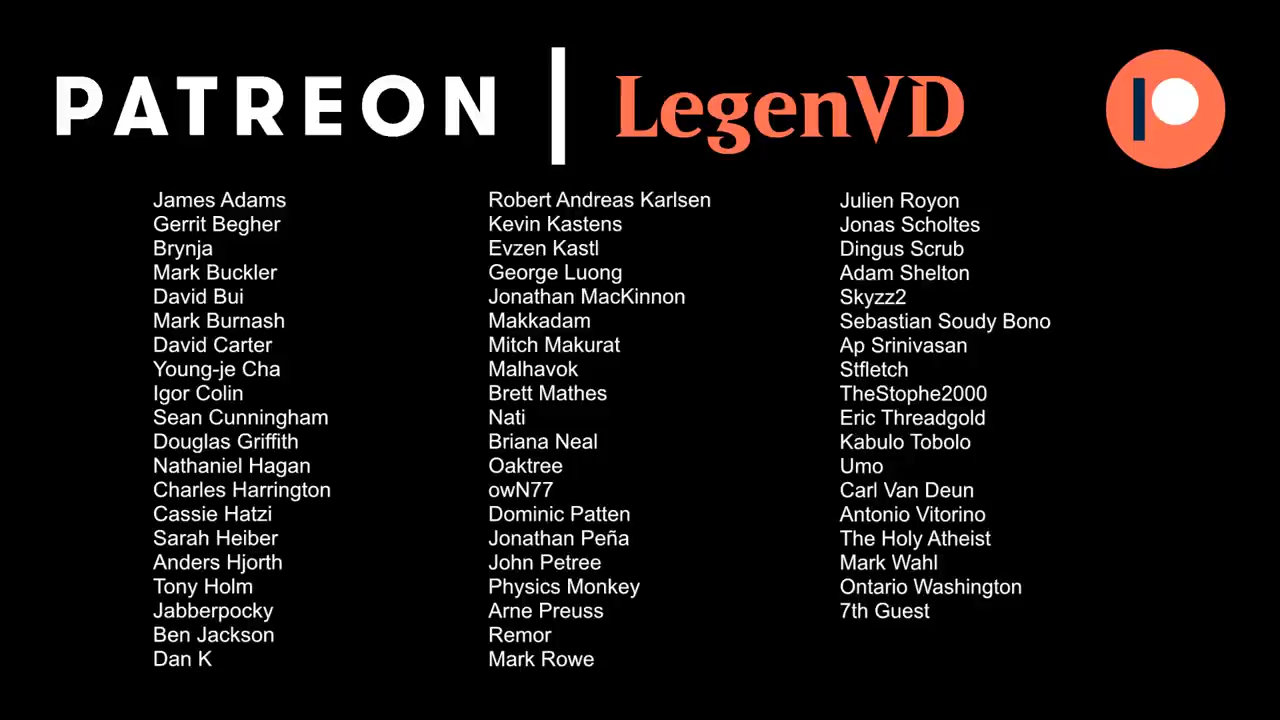 PATREON | LegenVD
James Adams
Gerrit Begher
Brynja
Mark Buckler
David Bui
Mark Burnash
David Carter
Young-je Cha
Igor Colin
Sean Cunningham
Douglas Griffith
Nathaniel Hagan
Charles Harrington
Cassie Hatzi
Sarah Heiber
Anders Hjorth
Tony Holm
Jabberpocky
Ben Jackson
Dan K
Robert Andreas Karlsen
Kevin Kastens
Evzen Kastl
George Luong
Jonathan MacKinnon
Makkadam
Mitch Makurat
Malhavok
Brett Mathes
Nati
Briana Neal
Oaktree
owN77
Dominic Patten
Jonathan Peña
John Petree
Physics Monkey
Arne Preuss
Remor
Mark Rowe
Julien Royon
Jonas Scholtes
Dingus Scrub
Adam Shelton
Skyzz2
Sebastian Soudy Bono
Ap Srinivasan
Stfletch
TheStophe2000
Eric Threadgold
Kabulo Tobolo
Umo
Carl Van Deun
Antonio Vitorino
The Holy Atheist
Mark Wahl
Ontario Washington
7th Guest